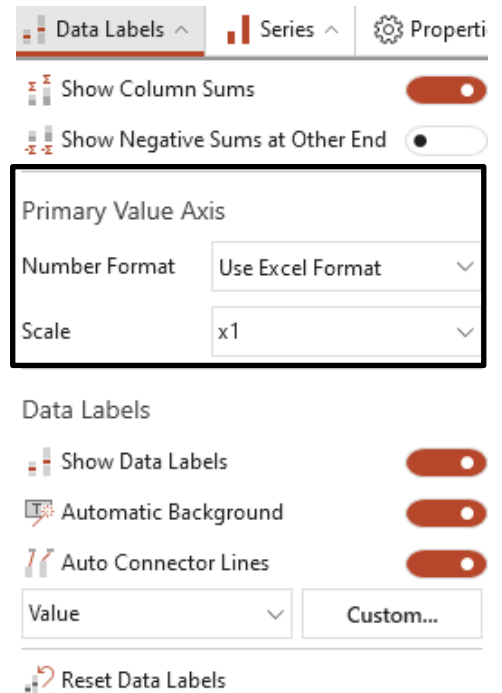 Data Labels
Series
Properti
Show Column Sums
Show Negative Sums at Other End
Primary Value Axis
Number Format
Use Excel Format
Scale
x1
Data Labels
Show Data Labels
Automatic Background
Auto Connector Lines
Value
Custom...
Reset Data Labels